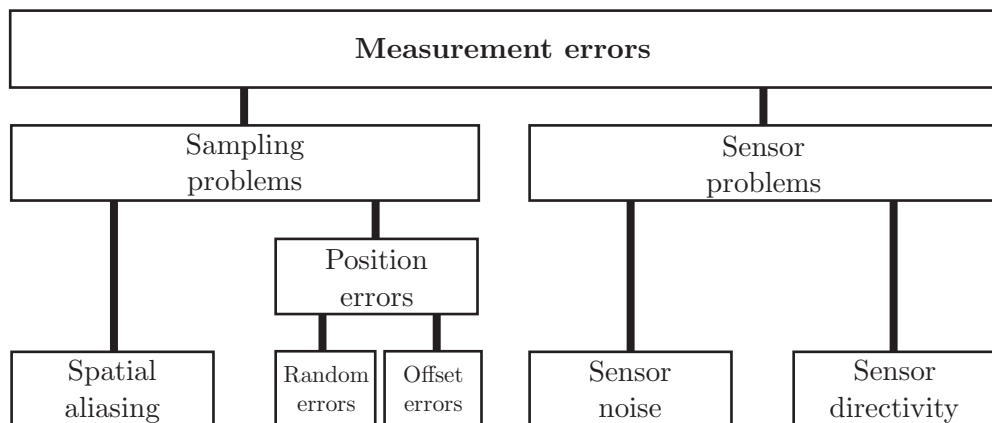 Measurement errors
Sampling
problems
Sensor
problems
Position
errors
Spatial
aliasing
Random
errors
Offset
errors
Sensor
noise
Sensor
directivity